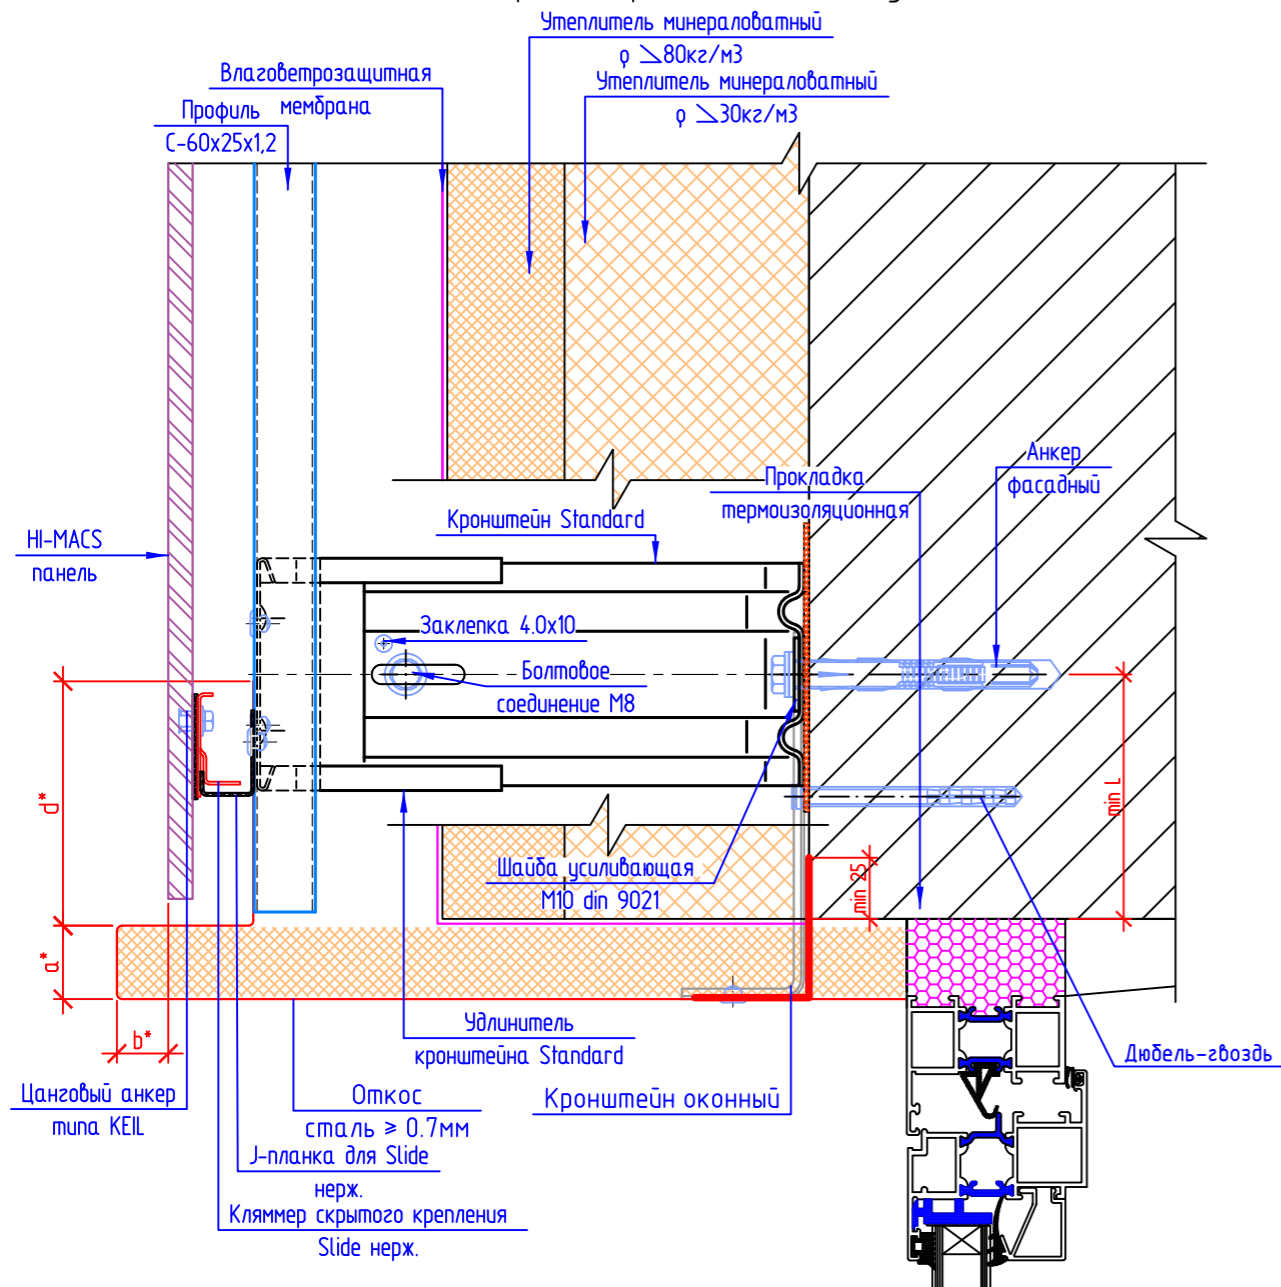 Утеплитель минераловатный
ρ ⩾80кг/м3
Утеплитель минераловатный
ρ ⩾30кг/м3
Влаговетрозащитная
мембрана
Профиль
С-60х25х1,2
Анкер
фасадный
Прокладка
термоизоляционная
Кронштейн Standard
HI-MACS
панель
Заклепка 4.0х10
Болтовое
соединение М8
d*
min L
Шайба усиливающая
М10 din 9021
min 25
a*
b*
Удлинитель
кронштейна Standard
Дюбель-гвоздь
Цанговый анкер
типа KEIL
Откос
сталь ≥ 0.7мм
Кронштейн оконный
J-планка для Slide
нерж.
Кляммер скрытого крепления
Slide нерж.